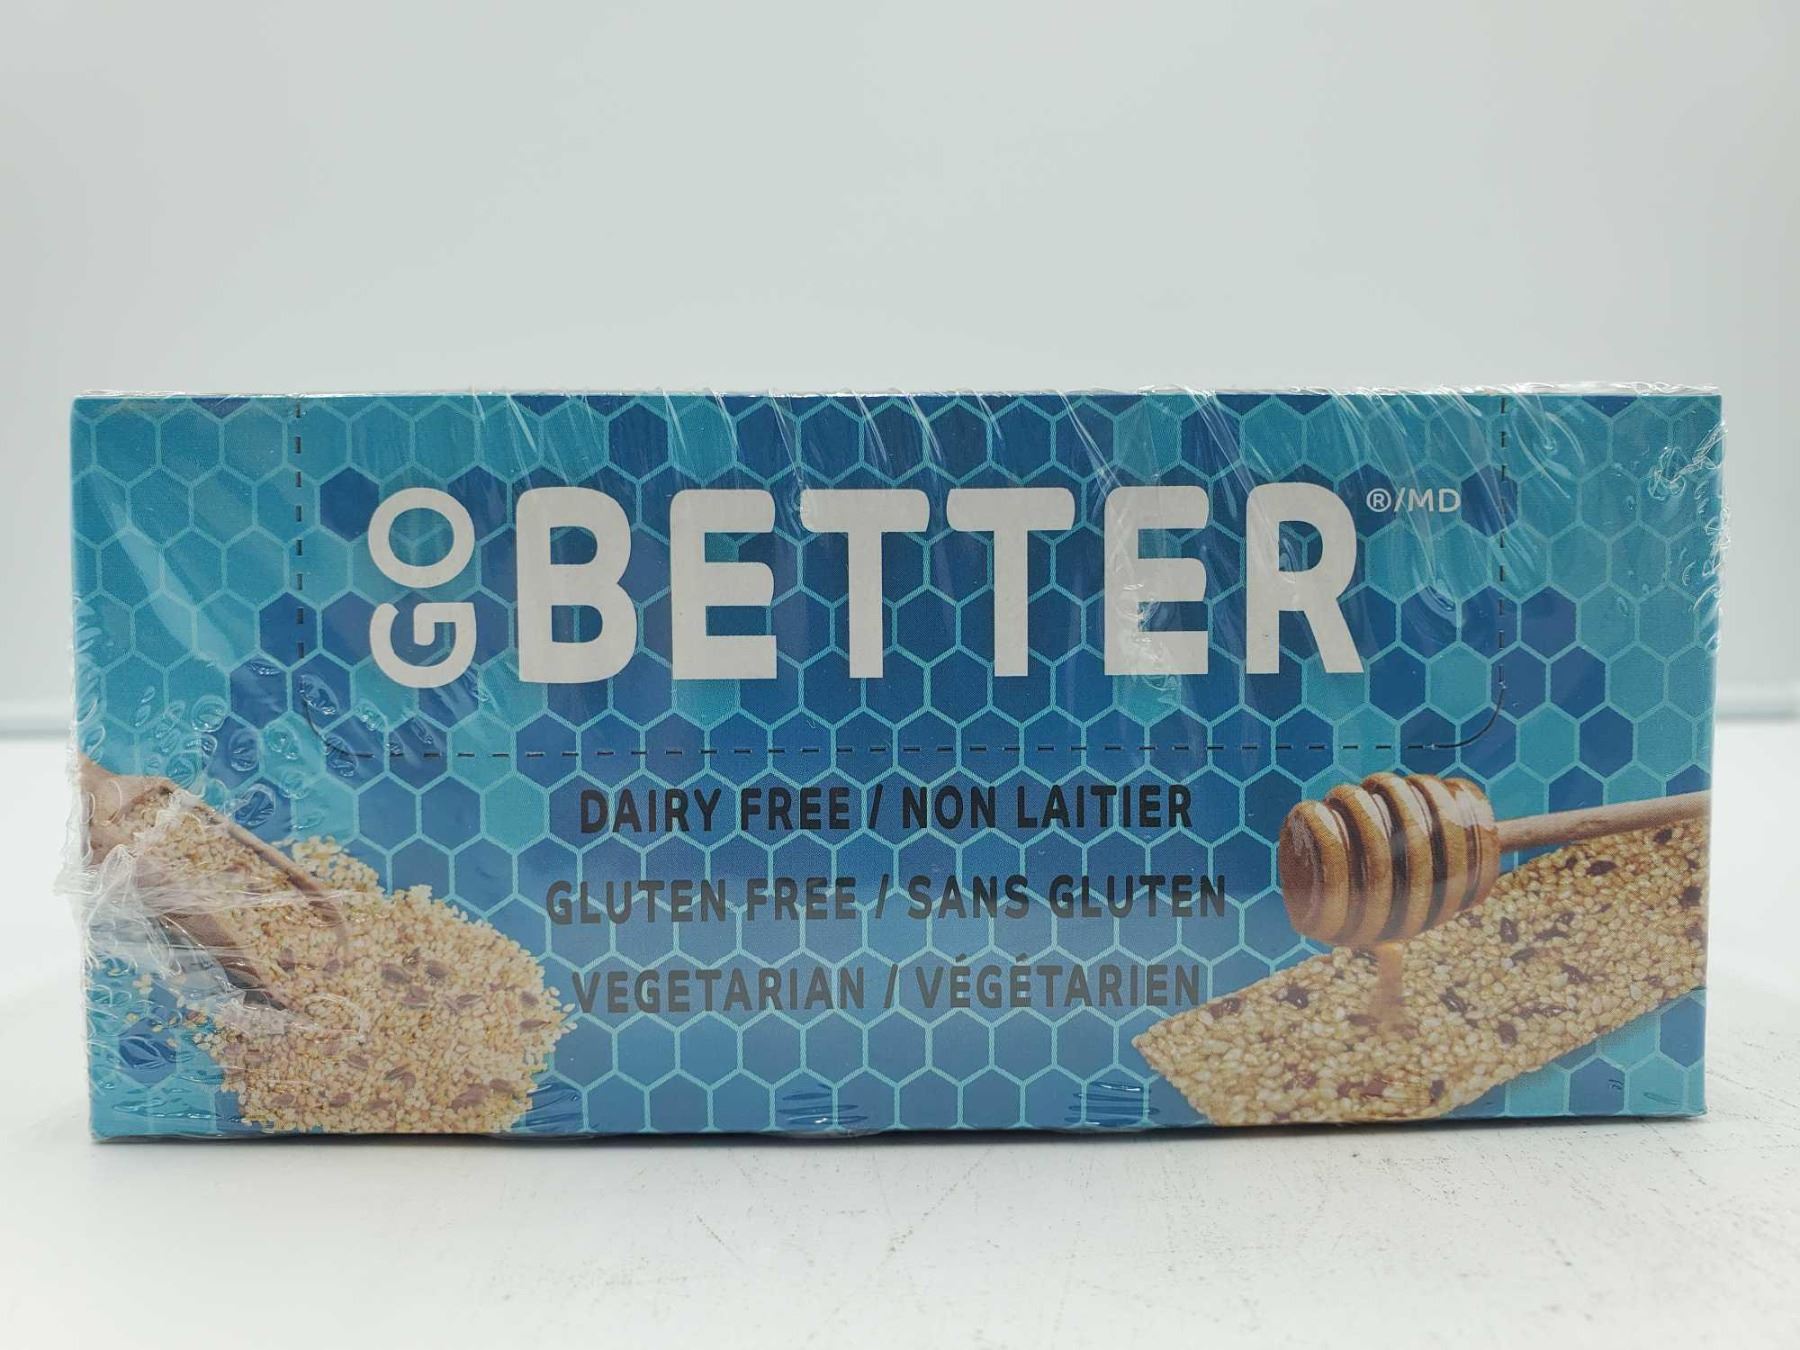 GO BETTER®/MD
DAIRY FREE / NON LAITIER
GLUTEN FREE / SANS GLUTEN
VEGETARIAN / VÉGÉTARIEN